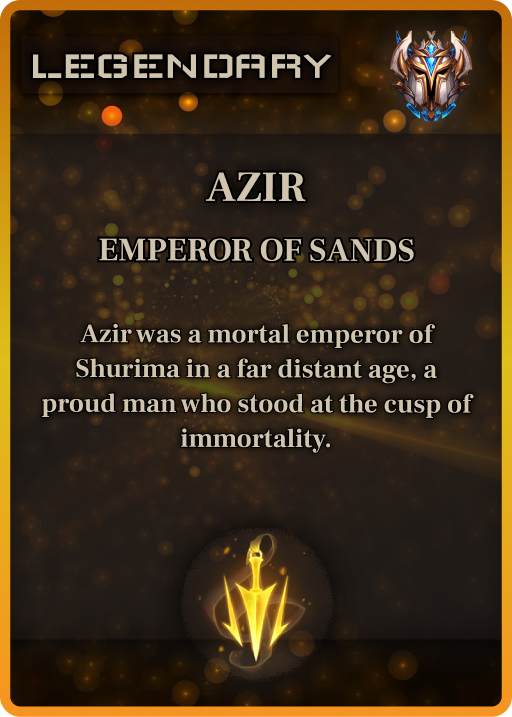 LEGENDARY
AZIR
EMPEROR OF SANDS
Azir was a mortal emperor of
Shurima in a far distant age, a
proud man who stood at the cusp of
immortality.